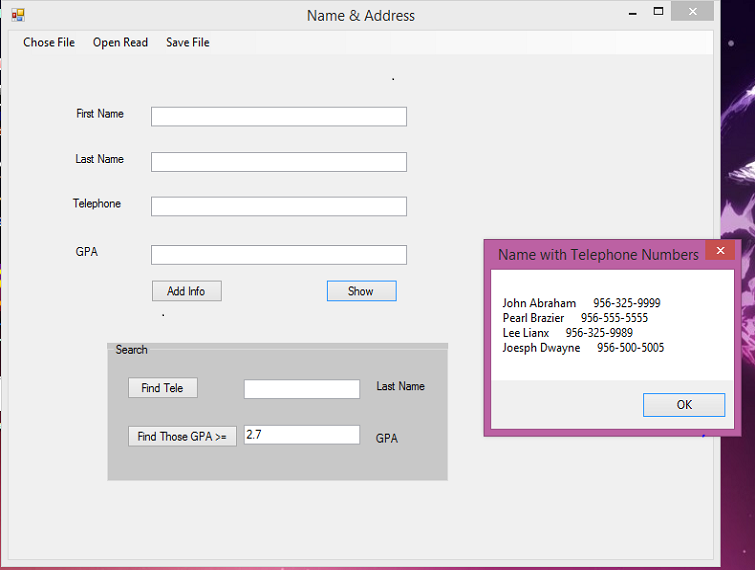 Name & Address
Chose File Open Read Save File
First Name
Last Name
Telephone
GPA
Add Info Show
Search
Find Tele Last Name
Find Those GPA >= 2.7 GPA
Name with Telephone Numbers
John Abraham 956-325-9999
Pearl Brazier 956-555-5555
Lee Lianx 956-325-9989
Joesph Dwayne 956-500-5005
OK